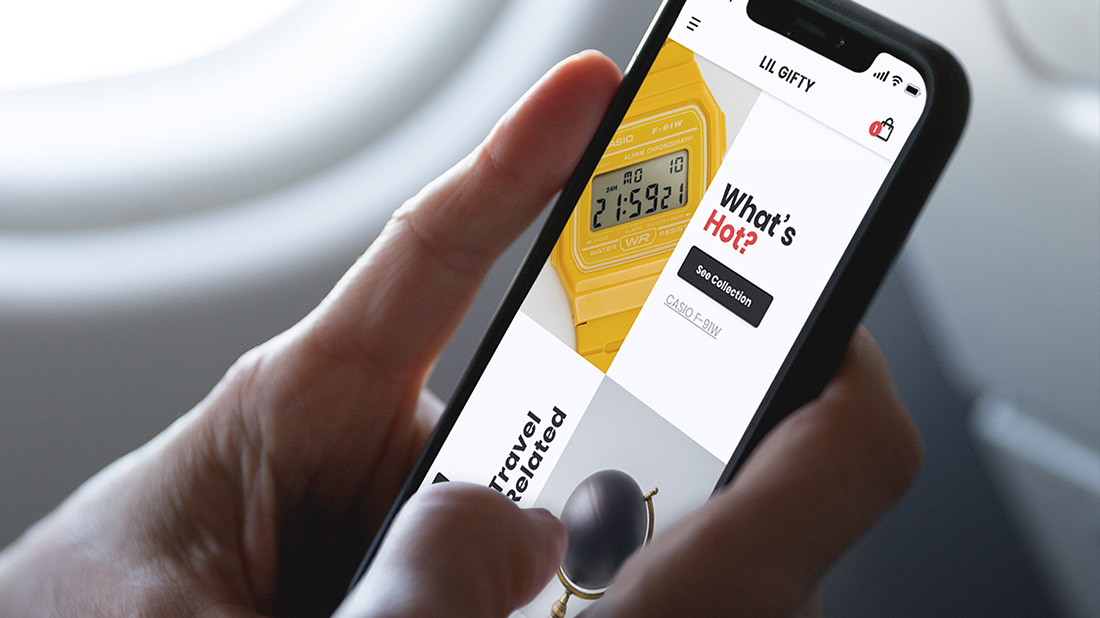 LIL GIFTY
1
CASIO F-91W
ALARM CHRONOGRAPH
MO 10
24H
21:59 21
WATER WR RESIST
What's
Hot?
See Collection
CASIO F-91W
Travel
Related